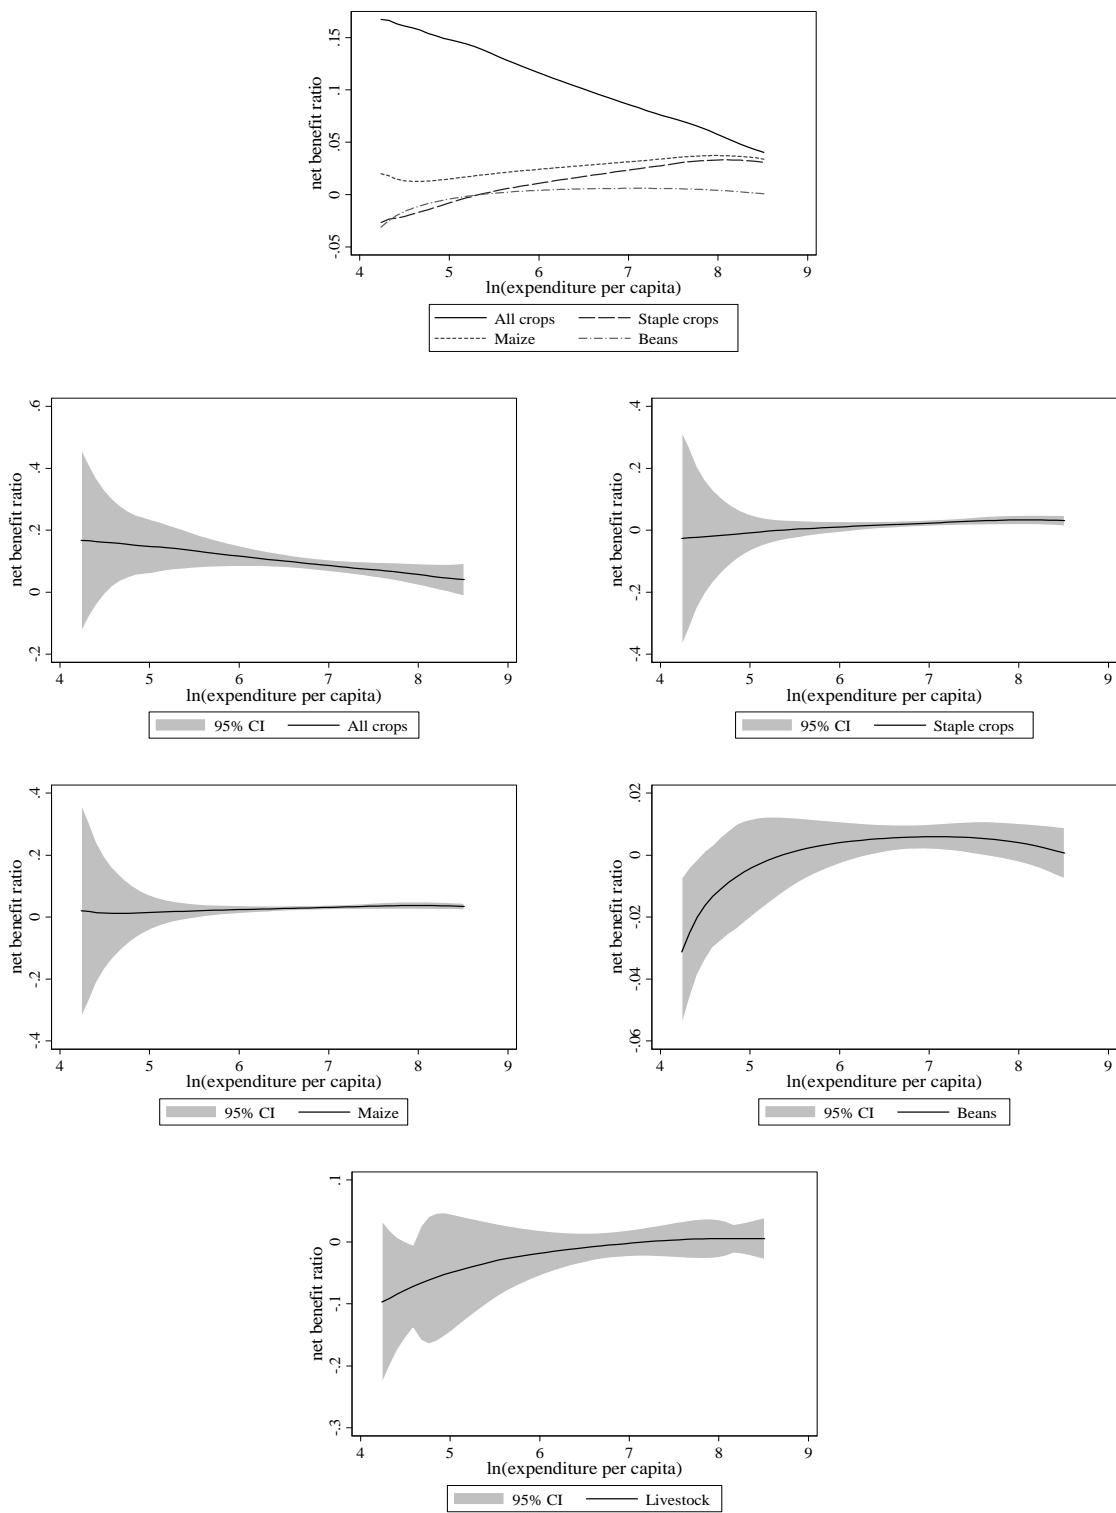 net benefit ratio
.15
.1
.05
0
-.05
4 5 6 7 8 9
ln(expenditure per capita)
All crops Staple crops
Maize Beans
net benefit ratio
.6
.4
.2
0
-.2
4 5 6 7 8 9
ln(expenditure per capita)
95% CI All crops
net benefit ratio
.4
.2
0
-.2
-.4
4 5 6 7 8 9
ln(expenditure per capita)
95% CI Staple crops
net benefit ratio
.4
.2
0
-.2
-.4
4 5 6 7 8 9
ln(expenditure per capita)
95% CI Maize
net benefit ratio
.02
0
-.02
-.04
-.06
4 5 6 7 8 9
ln(expenditure per capita)
95% CI Beans
net benefit ratio
.1
0
-.1
-.2
-.3
4 5 6 7 8 9
ln(expenditure per capita)
95% CI Livestock